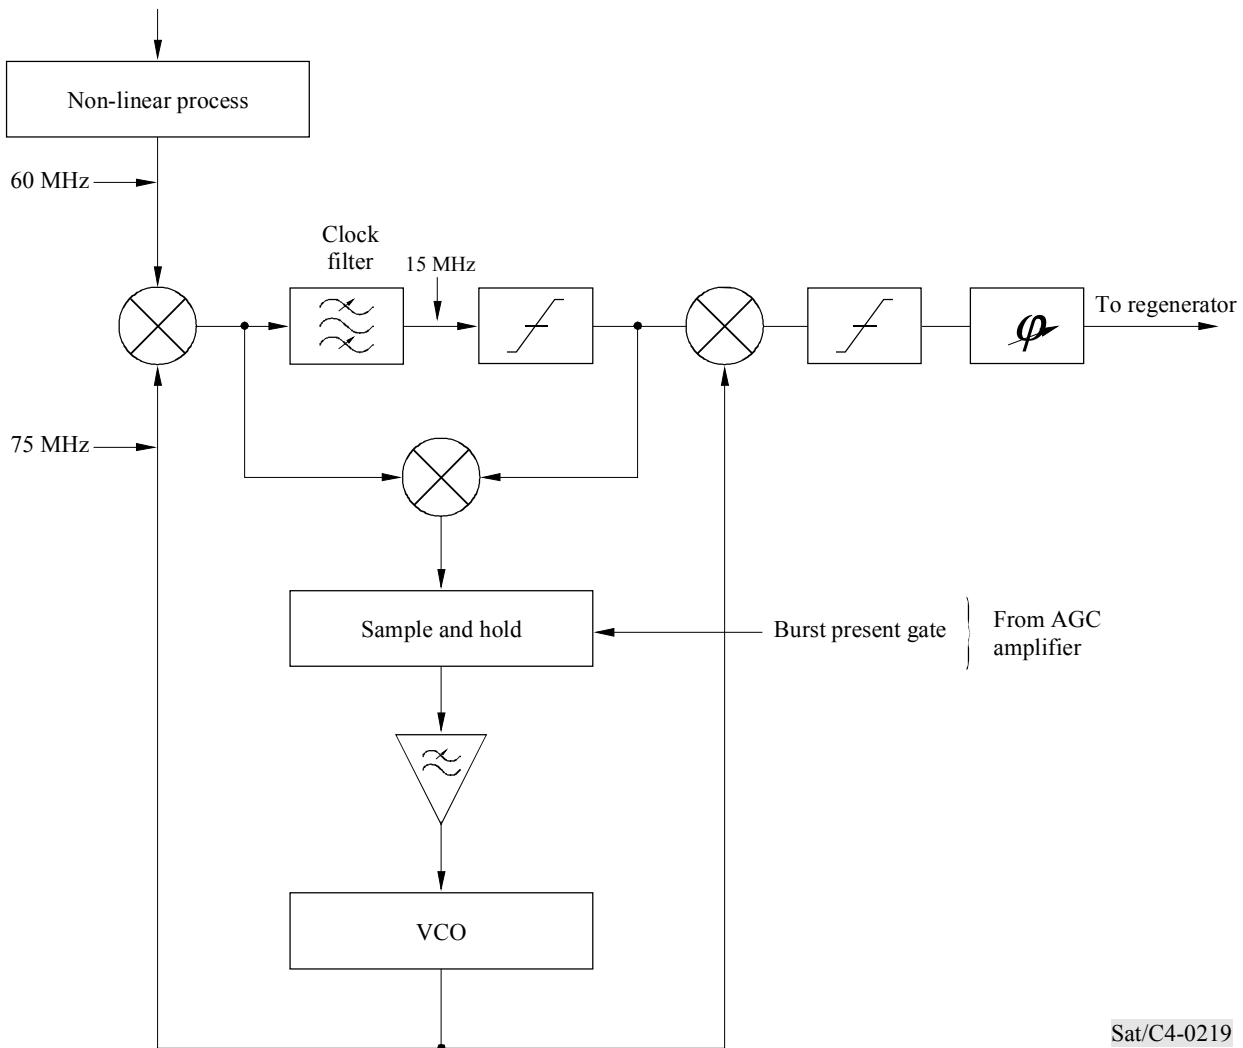 Non-linear process
60 MHz
Clock
filter
15 MHz
To regenerator
φ
75 MHz
Sample and hold
Burst present gate
From AGC
amplifier
VCO
Sat/C4-0219